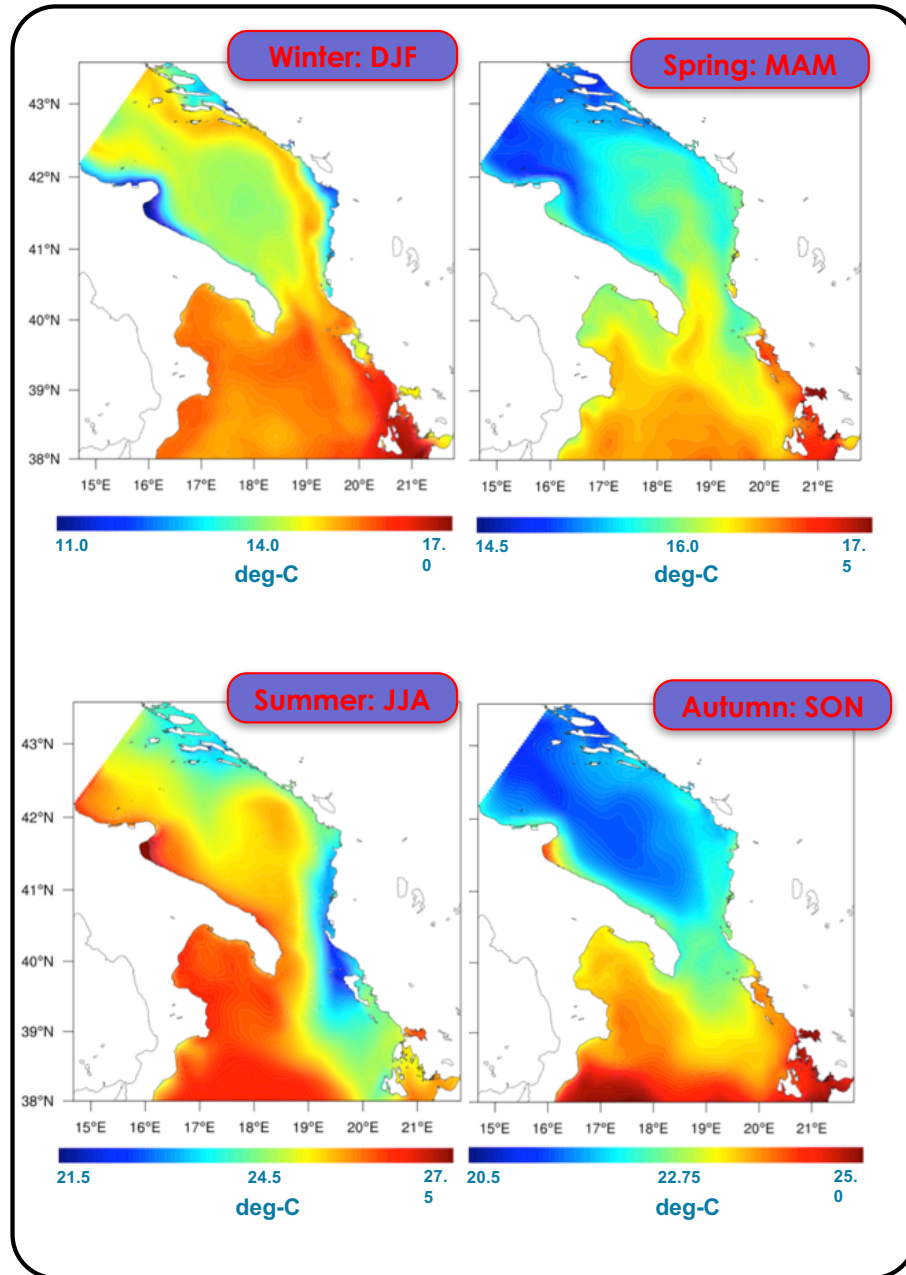 Winter: DJF
Spring: MAM
43°N
42°N
41°N
40°N
39°N
38°N
15°E 16°E 17°E 18°E 19°E 20°E 21°E
15°E 16°E 17°E 18°E 19°E 20°E 21°E
11.0 14.0 17.
0
deg-C
14.5 16.0 17.
5
deg-C
Summer: JJA
Autumn: SON
43°N
42°N
41°N
40°N
39°N
38°N
15°E 16°E 17°E 18°E 19°E 20°E 21°E
15°E 16°E 17°E 18°E 19°E 20°E 21°E
21.5 24.5 27.
5
deg-C
20.5 22.75 25.
0
deg-C